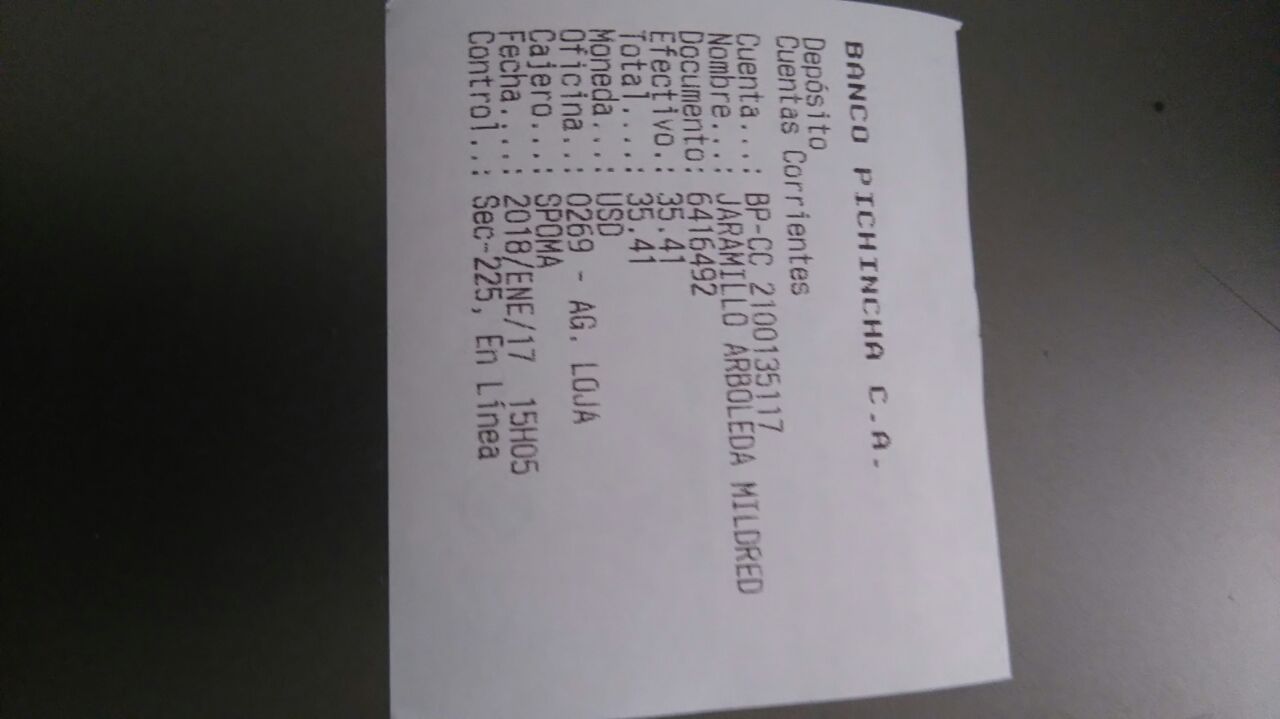 BANCO PICHINCHA C.A.
Depósito
Cuentas Corrientes
Cuenta...: BP-CC 2100135117
Nombre...: JARAMILLO ARBOLEDA MILDRED
Documento: 6416492
Efectivo.: 35.41
Total....: 35.41
Moneda...: USD
Oficina..: 0269 - AG. LOJA
Cajero...: SPOMA
Fecha....: 2018/ENE/17 15H05
Control..: Sec-225, En Línea